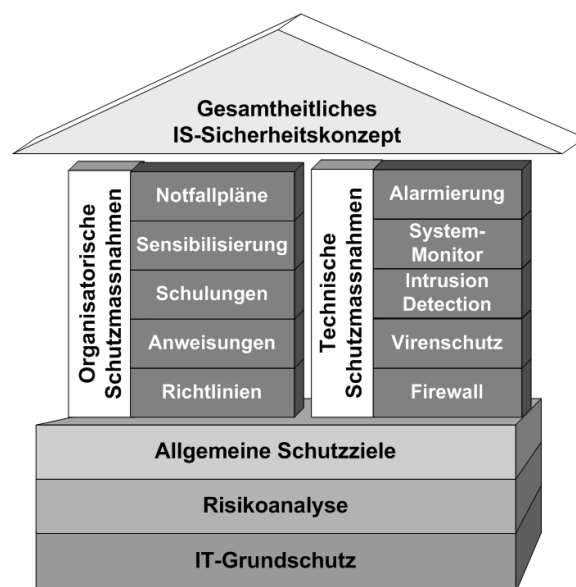 Gesamtheitliches
IS-Sicherheitskonzept
Organisatorische
Schutzmassnahmen
Notfallpläne
Sensibilisierung
Schulungen
Anweisungen
Richtlinien
Technische
Schutzmassnahmen
Alarmierung
System-
Monitor
Intrusion
Detection
Virenschutz
Firewall
Allgemeine Schutzziele
Risikoanalyse
IT-Grundschutz